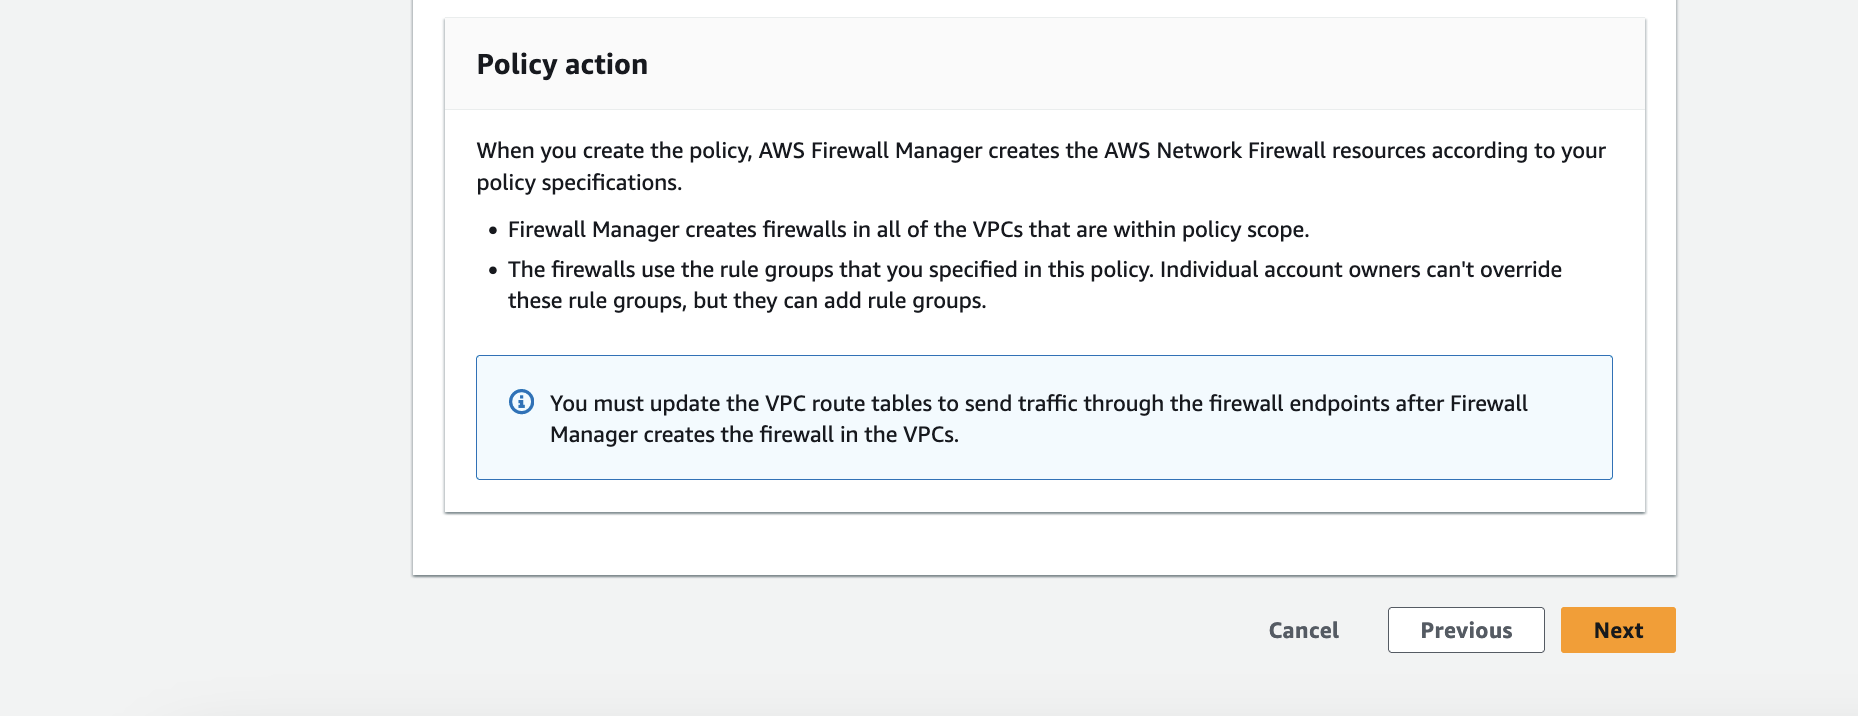 Policy action
When you create the policy, AWS Firewall Manager creates the AWS Network Firewall resources according to your
policy specifications.
• Firewall Manager creates firewalls in all of the VPCs that are within policy scope.
• The firewalls use the rule groups that you specified in this policy. Individual account owners can't override
these rule groups, but they can add rule groups.
You must update the VPC route tables to send traffic through the firewall endpoints after Firewall
Manager creates the firewall in the VPCs.
Cancel Previous Next